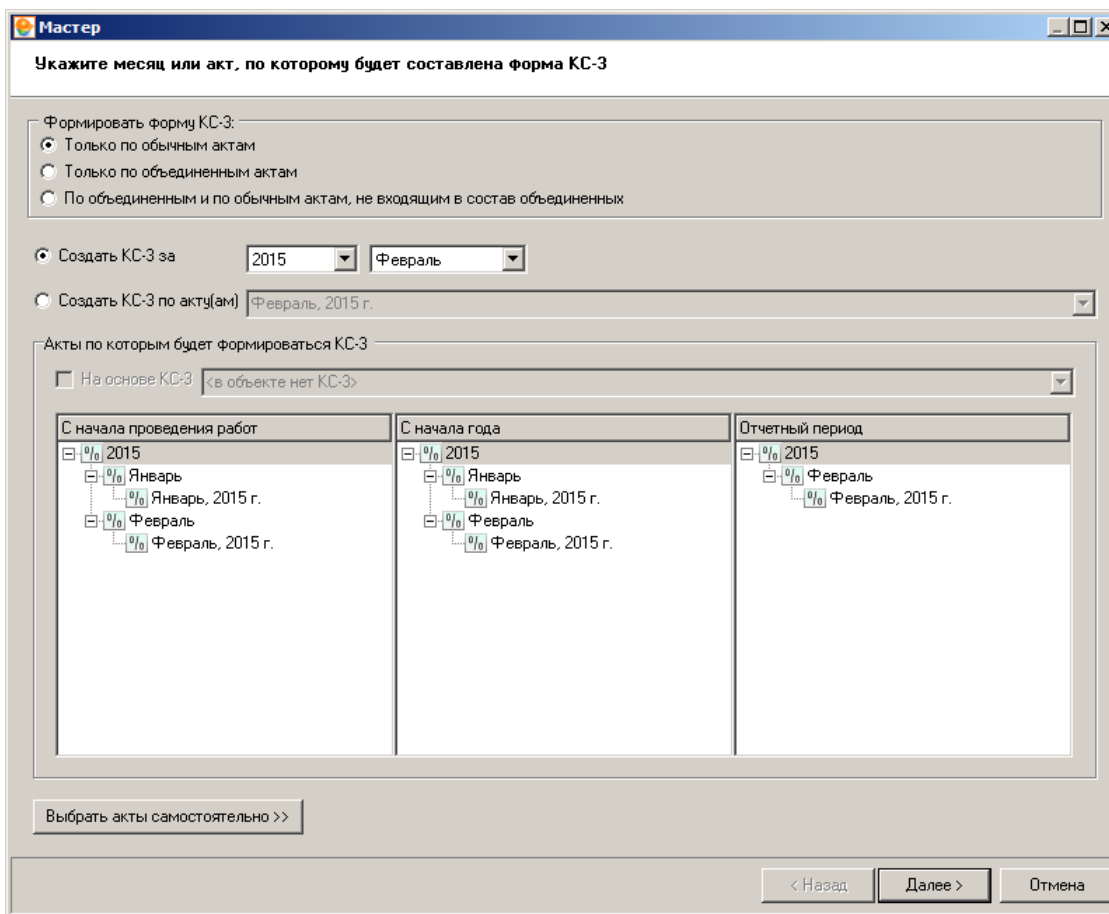 Мастер
Укажите месяц или акт, по которому будет составлена форма КС-3
Формировать форму КС-3:
Только по обычным актам
Только по объединенным актам
По объединенным и по обычным актам, не входящим в состав объединенных
Создать КС-3 за 2015 Февраль
Создать КС-3 по акту(ам) Февраль, 2015 г.
Акты по которым будет формироваться КС-3
На основе КС-3 <в объекте нет КС-3>
С начала проведения работ С начала года Отчетный период
% 2015 % 2015 % 2015
% Январь % Январь % Февраль
% Январь, 2015 г. % Январь, 2015 г. % Февраль, 2015 г.
% Февраль % Февраль
% Февраль, 2015 г. % Февраль, 2015 г.
Выбрать акты самостоятельно >>
< Назад Далее > Отмена